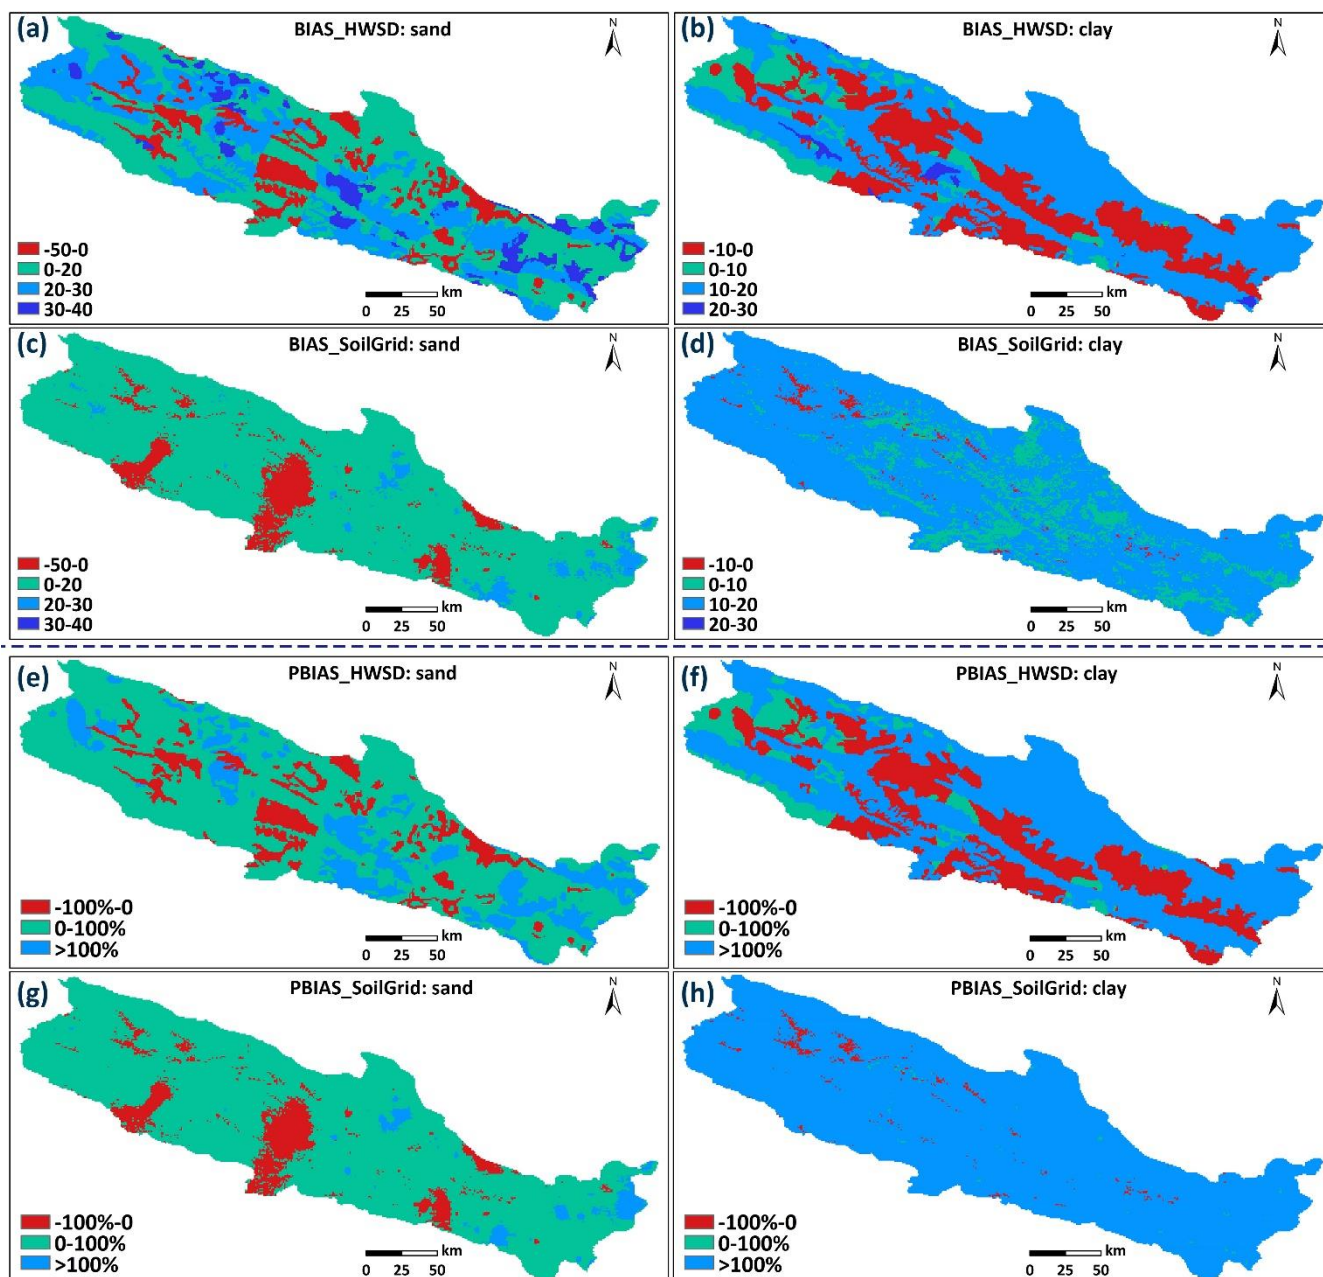 (a)
BIAS_HWSD: sand
N
-50-0
0-20
20-30
30-40
km
0 25 50
(b)
BIAS_HWSD: clay
N
-10-0
0-10
10-20
20-30
km
0 25 50
(c)
BIAS_SoilGrid: sand
N
-50-0
0-20
20-30
30-40
km
0 25 50
(d)
BIAS_SoilGrid: clay
N
-10-0
0-10
10-20
20-30
km
0 25 50
(e)
PBIAS_HWSD: sand
N
-100%-0
0-100%
>100%
km
0 25 50
(f)
PBIAS_HWSD: clay
N
-100%-0
0-100%
>100%
km
0 25 50
(g)
PBIAS_SoilGrid: sand
N
-100%-0
0-100%
>100%
km
0 25 50
(h)
PBIAS_SoilGrid: clay
N
-100%-0
0-100%
>100%
km
0 25 50